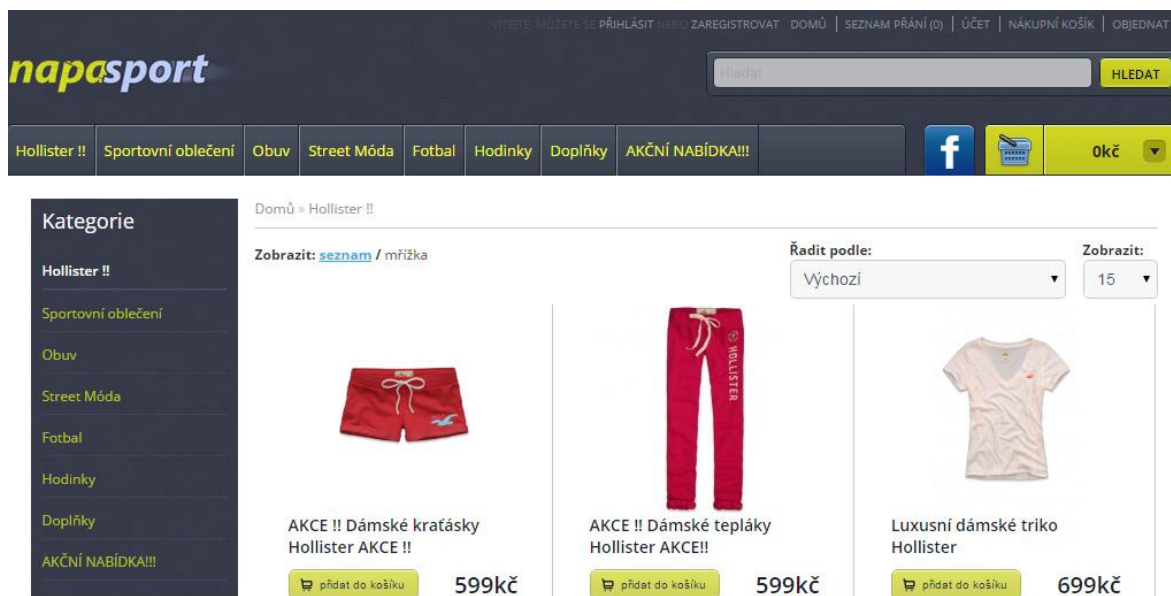 VÍTEJTE, MŮŽETE SE PŘIHLÁSIT NEBO ZAREGISTROVAT DOMŮ | SEZNAM PŘÁNÍ (0) | ÚČET | NÁKUPNÍ KOŠÍK | OBJEDNAT
napasport
Hledat
HLEDAT
Hollister !! Sportovní oblečení Obuv Street Móda Fotbal Hodinky Doplňky AKČNÍ NABÍDKA!!!
f
0kč
Kategorie
Hollister !!
Sportovní oblečení
Obuv
Street Móda
Fotbal
Hodinky
Doplňky
AKČNÍ NABÍDKA!!!
Domů » Hollister !!
Zobrazit: seznam / mřížka
Řadit podle:
Výchozí
Zobrazit:
15
HOLLISTER
AKCE !! Dámské kraťásky
Hollister AKCE !!
přidat do košíku 599kč
AKCE !! Dámské tepláky
Hollister AKCE!!
přidat do košíku 599kč
Luxusní dámské triko
Hollister
přidat do košíku 699kč